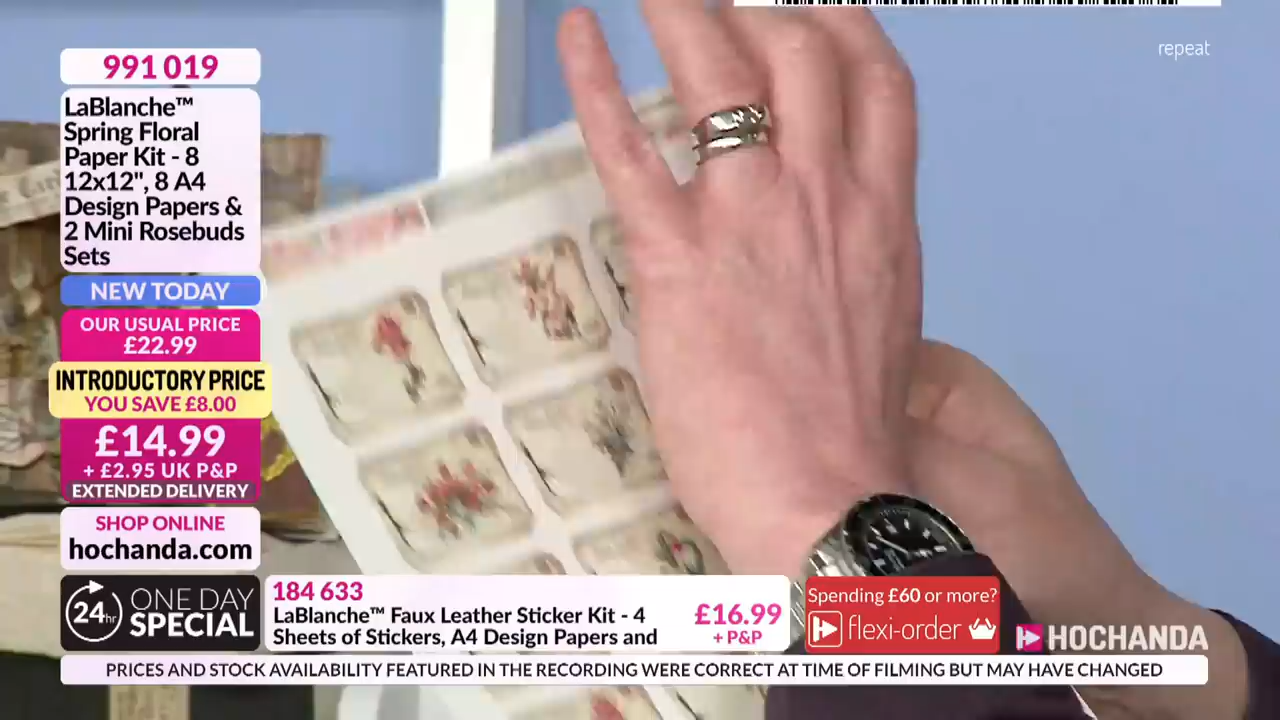 repeat
991 019
LaBlanche™
Spring Floral
Paper Kit - 8
12x12", 8 A4
Design Papers &
2 Mini Rosebuds
Sets
NEW TODAY
OUR USUAL PRICE
£22.99
INTRODUCTORY PRICE
YOU SAVE £8.00
£14.99
+ £2.95 UK P&P
EXTENDED DELIVERY
SHOP ONLINE
hochanda.com
24hr ONE DAY
SPECIAL
184 633
LaBlanche™ Faux Leather Sticker Kit - 4
Sheets of Stickers, A4 Design Papers and
£16.99
+ P&P
Spending £60 or more?
flexi-order
HOCHANDA
PRICES AND STOCK AVAILABILITY FEATURED IN THE RECORDING WERE CORRECT AT TIME OF FILMING BUT MAY HAVE CHANGED